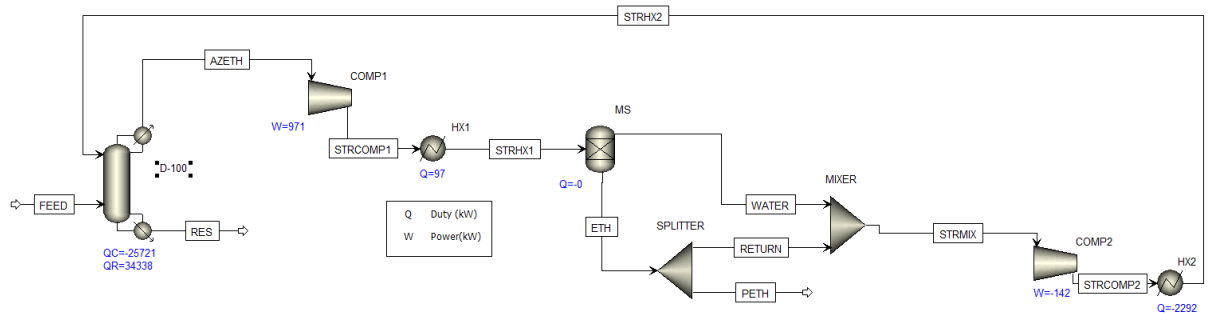 STRHX2
AZETH
COMP1
MS
W=971
HX1
STRCOMP1
STRHX1
D-100
Q=97
Q=-0
MIXER
FEED
WATER
RES
Q Duty (kW)
W Power(kW)
ETH
SPLITTER
RETURN
STRMIX
COMP2
QC=-25721
QR=34338
PETH
W=-142
STRCOMP2
HX2
Q=-2292